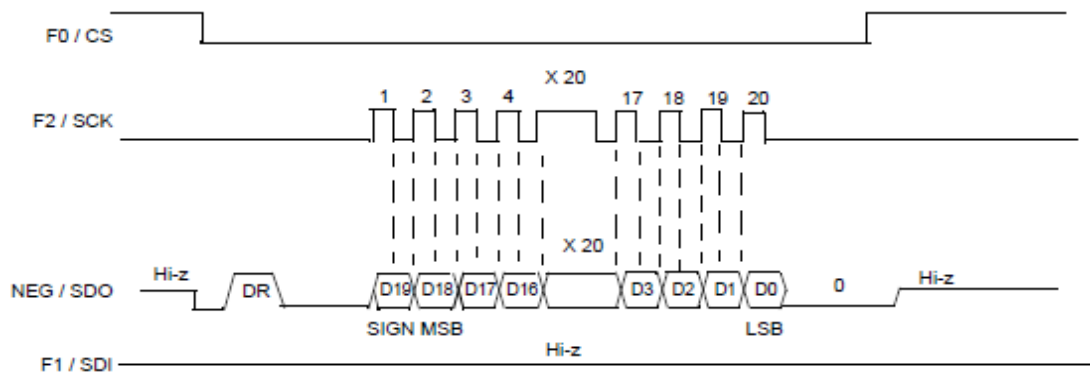 F0 / CS
X 20
1 2 3 4 17 18 19 20
F2 / SCK
X 20
Hi-z DR D19 D18 D17 D16 D3 D2 D1 D0 0 Hi-z
NEG / SDO
SIGN MSB LSB
Hi-z
F1 / SDI